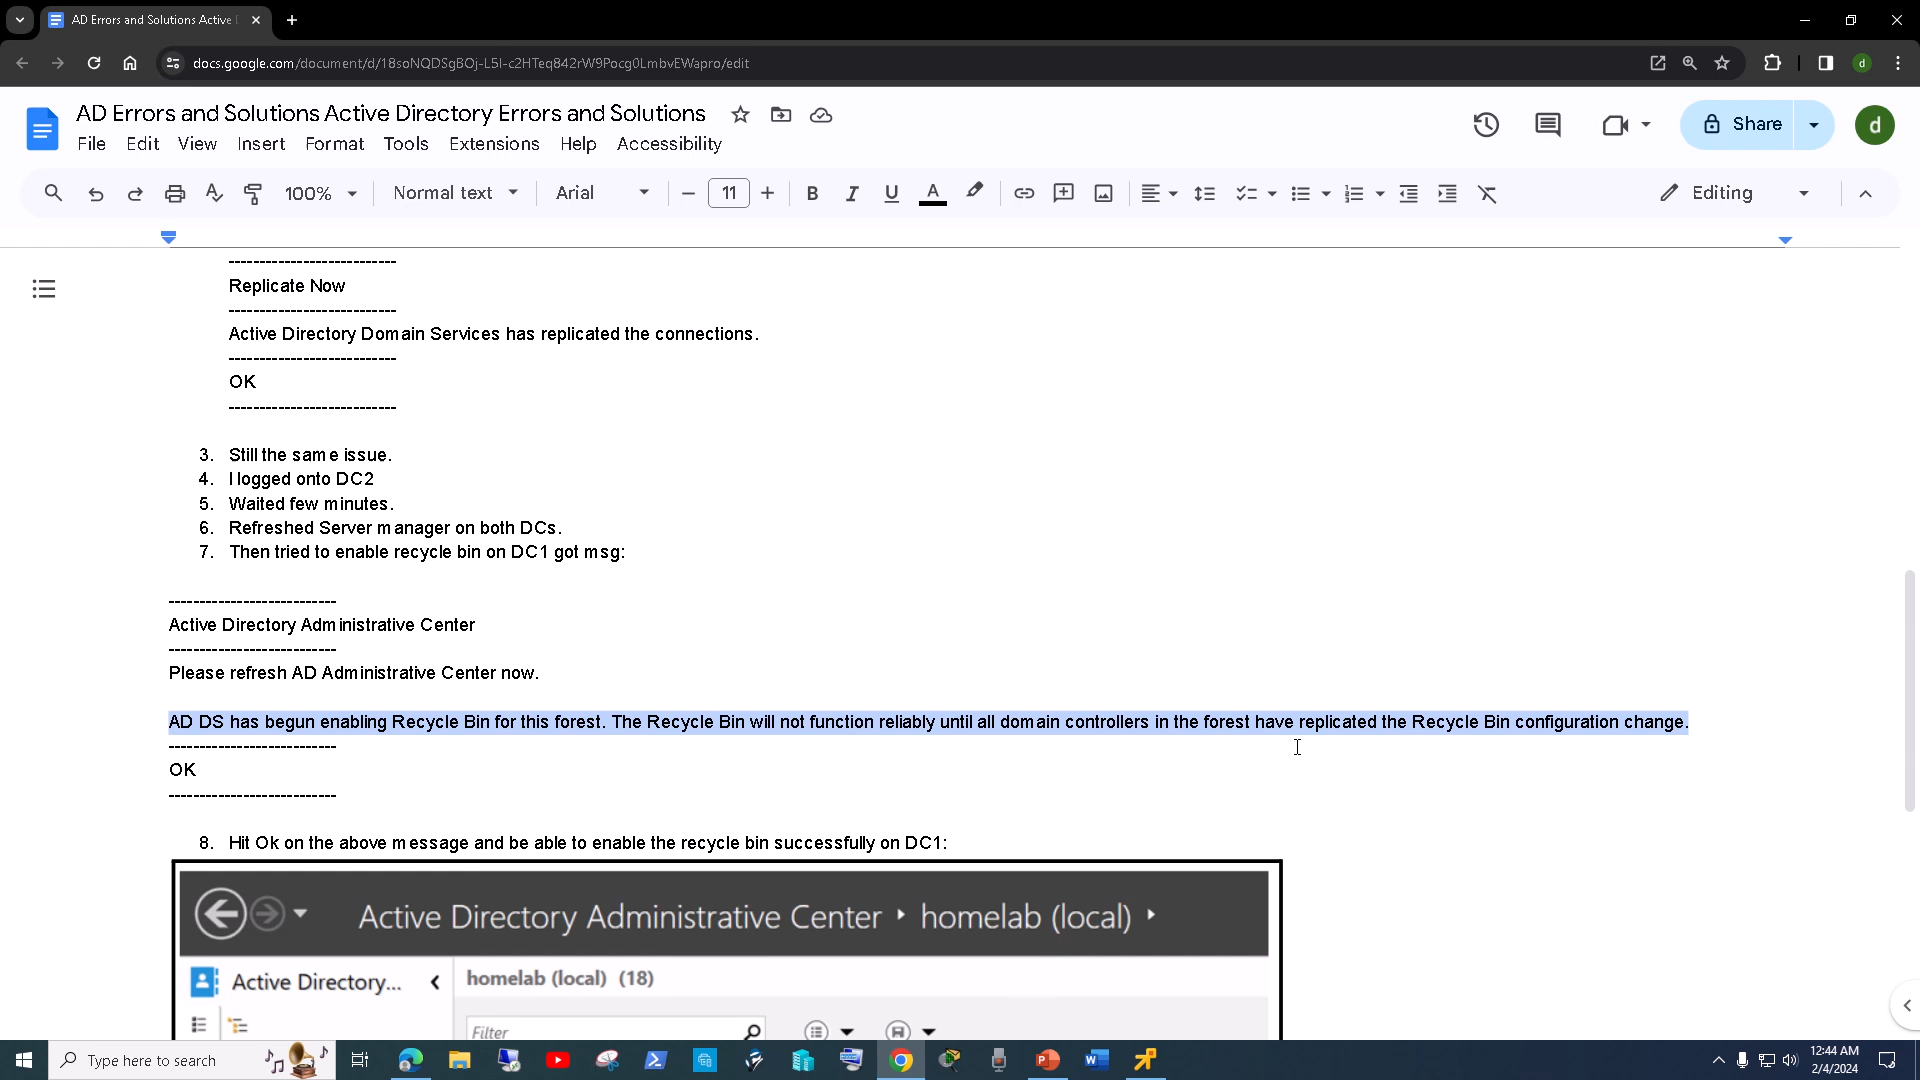 AD Errors and Solutions Active D
docs.google.com/document/d/18soNQDSgBOj-L5I-c2HTeq842rW9Pocg0LmbvEWapro/edit
d
AD Errors and Solutions Active Directory Errors and Solutions
Share
d
File Edit View Insert Format Tools Extensions Help Accessibility
100% Normal text Arial 11 Editing
---------------------------
Replicate Now
---------------------------
Active Directory Domain Services has replicated the connections.
---------------------------
OK
---------------------------
3. Still the same issue.
4. I logged onto DC2
5. Waited few minutes.
6. Refreshed Server manager on both DCs.
7. Then tried to enable recycle bin on DC1 got msg:
---------------------------
Active Directory Administrative Center
---------------------------
Please refresh AD Administrative Center now.
AD DS has begun enabling Recycle Bin for this forest. The Recycle Bin will not function reliably until all domain controllers in the forest have replicated the Recycle Bin configuration change.
---------------------------
OK
---------------------------
8. Hit Ok on the above message and be able to enable the recycle bin successfully on DC1:
Active Directory Administrative Center ‣ homelab (local) ‣
Active Directory...
homelab (local) (18)
Filter
Type here to search
12:44 AM
2/4/2024